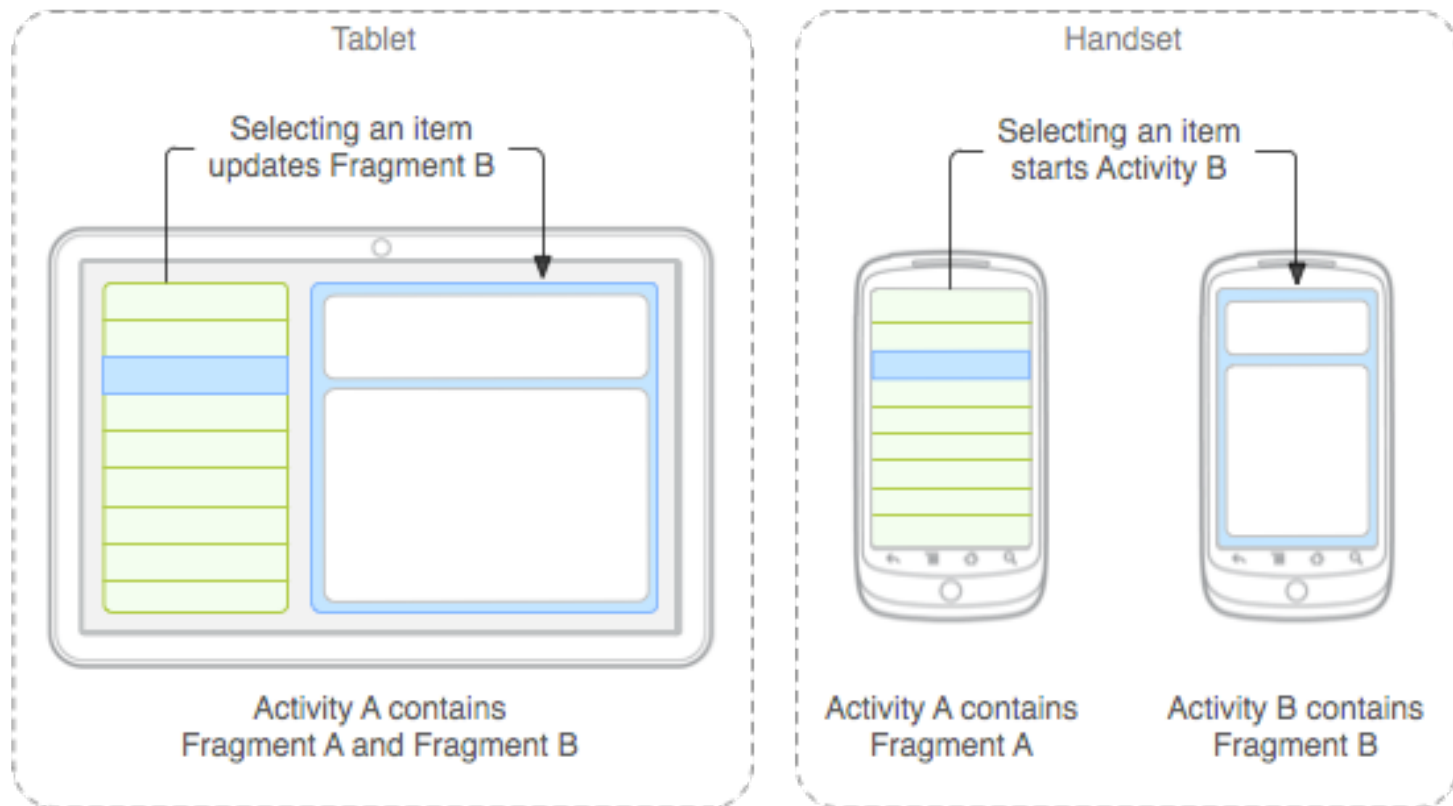 Tablet
Selecting an item
updates Fragment B
Activity A contains
Fragment A and Fragment B
Handset
Selecting an item
starts Activity B
Activity A contains
Fragment A
Activity B contains
Fragment B